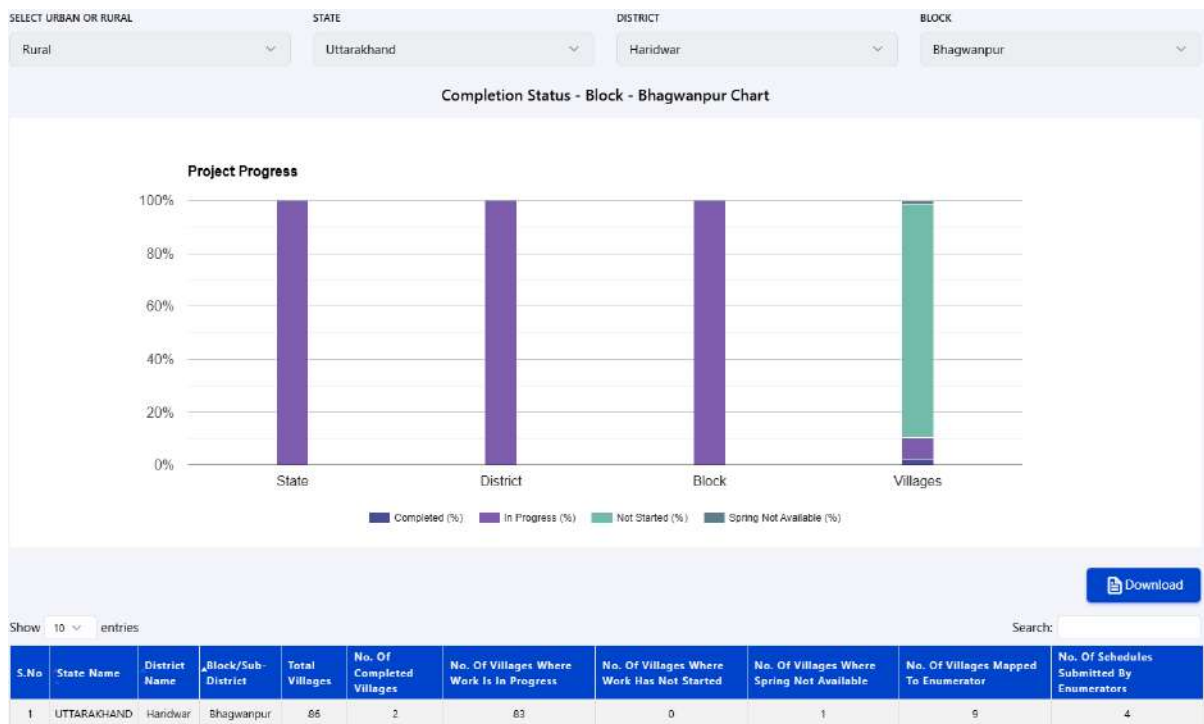 SELECT URBAN OR RURAL STATE DISTRICT BLOCK
Rural Uttarakhand Haridwar Bhagwanpur
Completion Status - Block - Bhagwanpur Chart
Project Progress
100%
80%
60%
40%
20%
0%
State District Block Villages
Completed (%) In Progress (%) Not Started (%) Spring Not Available (%)
Download
Show 10 entries Search:
S.No State Name District Name Block/Sub-District Total Villages No. Of Completed Villages No. Of Villages Where Work Is In Progress No. Of Villages Where Work Has Not Started No. Of Villages Where Spring Not Available No. Of Villages Mapped To Enumerator No. Of Schedules Submitted By Enumerators
1 UTTARAKHAND Haridwar Bhagwanpur 86 2 83 0 1 9 4